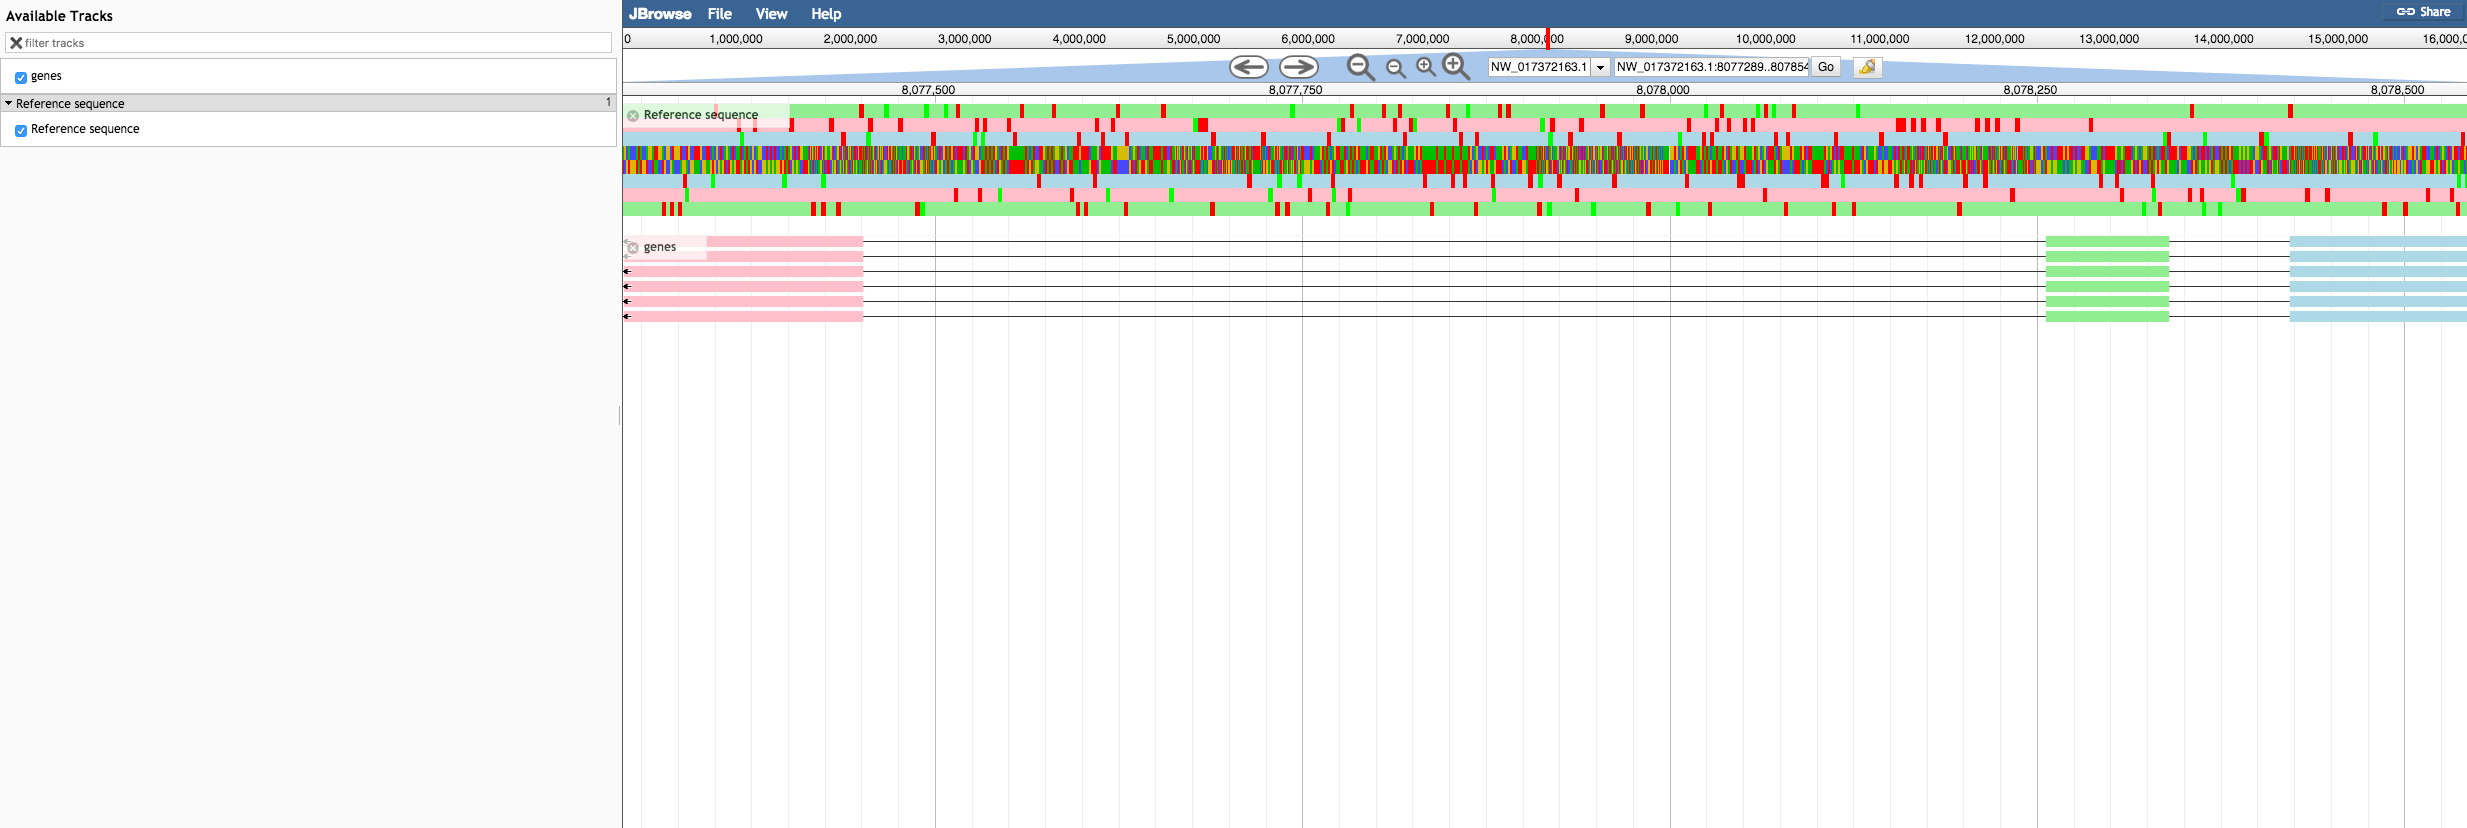 Available Tracks
filter tracks
genes
Reference sequence 1
Reference sequence
JBrowse File View Help Share
0 1,000,000 2,000,000 3,000,000 4,000,000 5,000,000 6,000,000 7,000,000 8,000,000 9,000,000 10,000,000 11,000,000 12,000,000 13,000,000 14,000,000 15,000,000 16,000,0
NW_017372163.1 NW_017372163.1:8077289..807854 Go
8,077,500 8,077,750 8,078,000 8,078,250 8,078,500
Reference sequence
genes